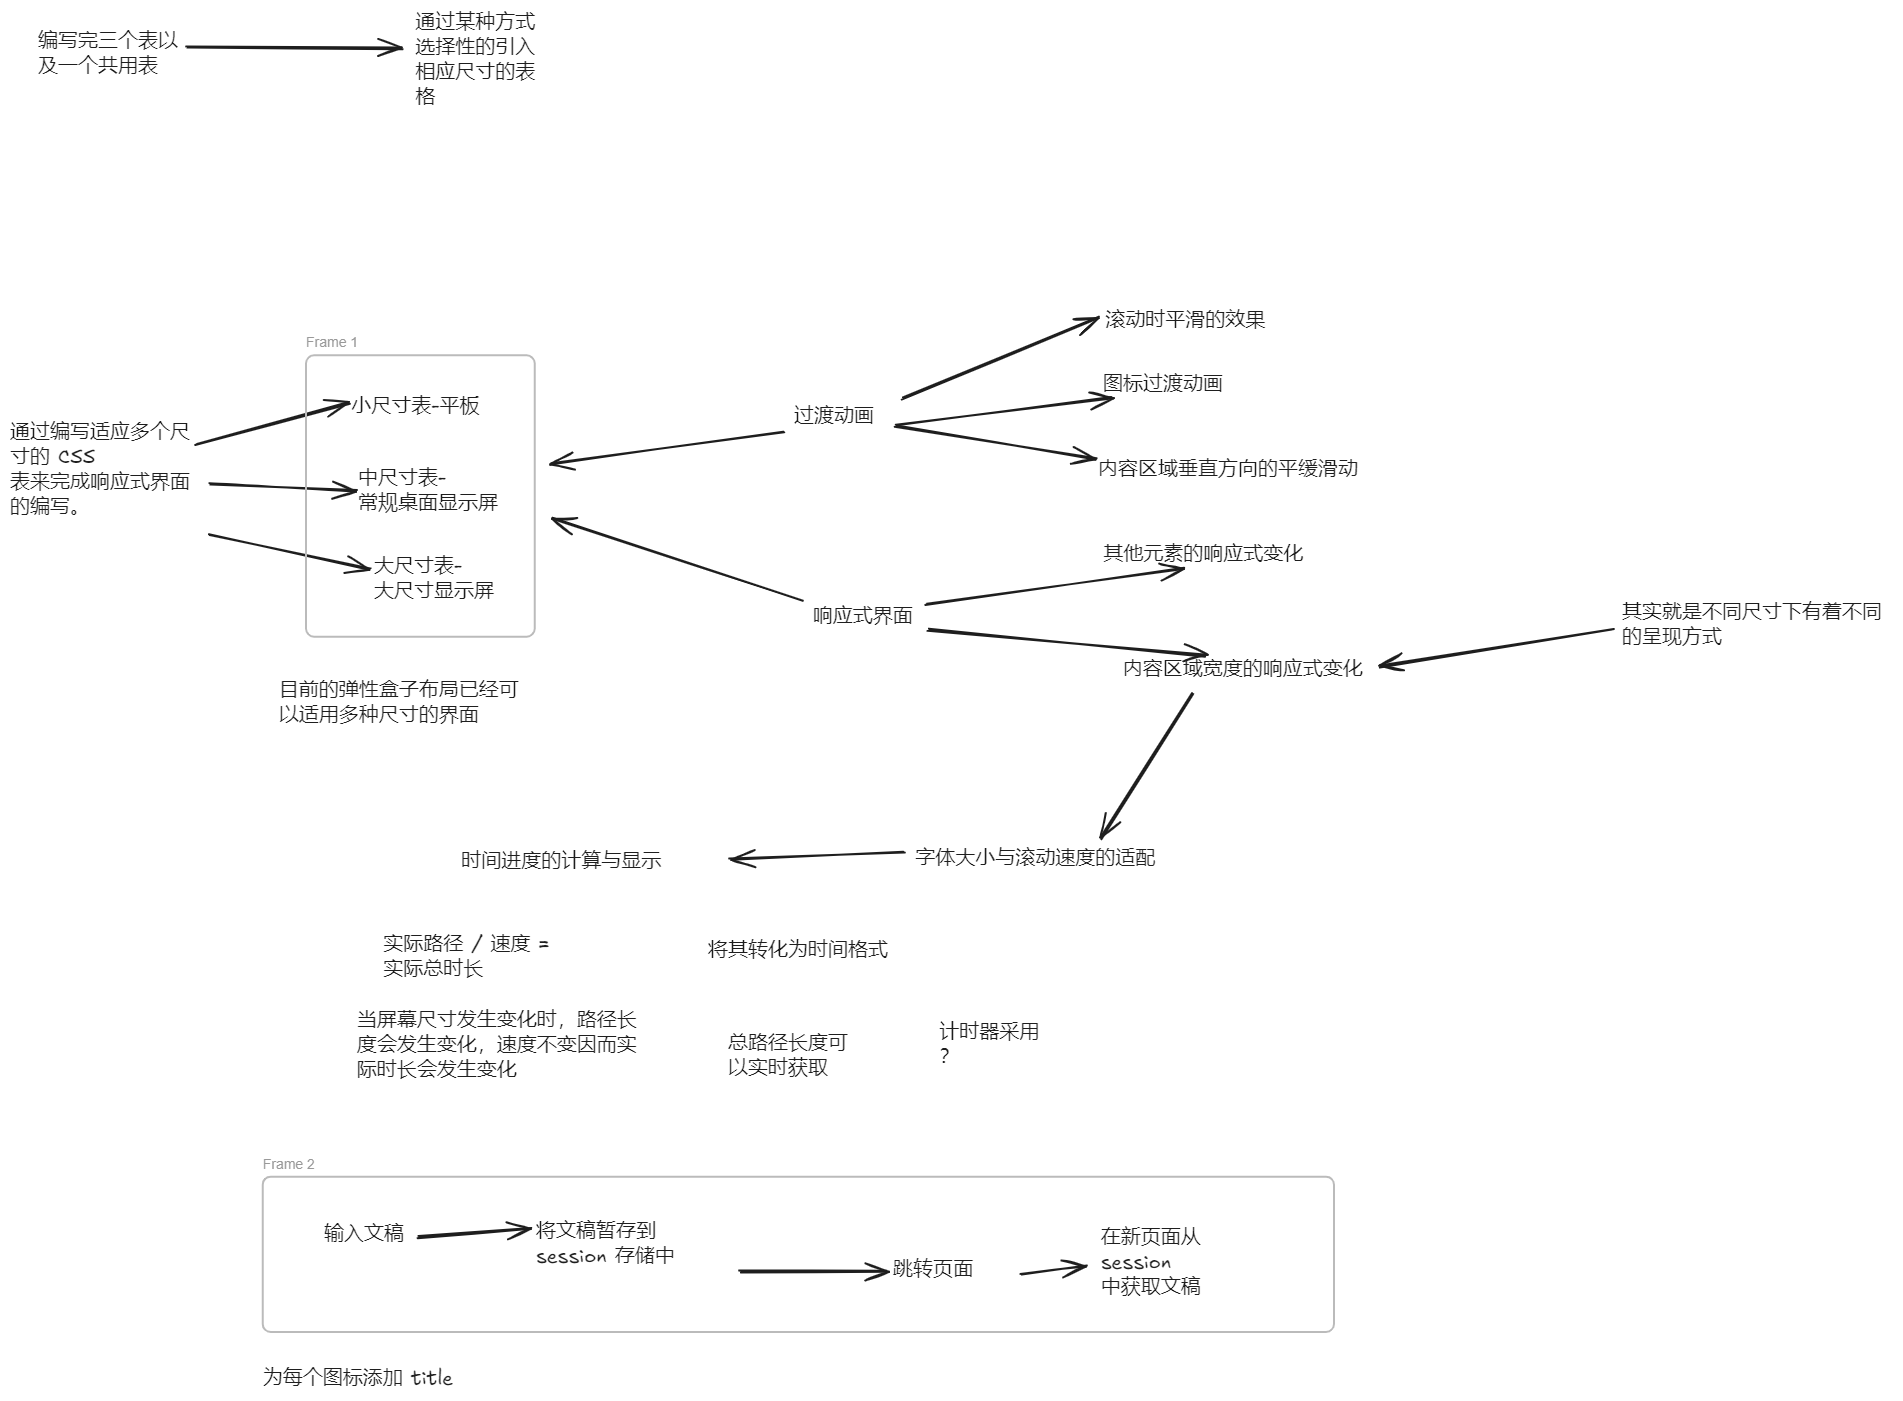 编写完三个表以
及一个共用表
通过某种方式
选择性的引入
相应尺寸的表
格
Frame 1
通过编写适应多个尺
寸的 CSS
表来完成响应式界面
的编写。
小尺寸表-平板
中尺寸表-
常规桌面显示屏
大尺寸表-
大尺寸显示屏
目前的弹性盒子布局已经可
以适用多种尺寸的界面
过渡动画
滚动时平滑的效果
图标过渡动画
内容区域垂直方向的平缓滑动
响应式界面
其他元素的响应式变化
内容区域宽度的响应式变化
其实就是不同尺寸下有着不同
的呈现方式
字体大小与滚动速度的适配
时间进度的计算与显示
实际路径 / 速度 =
实际总时长
将其转化为时间格式
当屏幕尺寸发生变化时，路径长
度会发生变化，速度不变因而实
际时长会发生变化
总路径长度可
以实时获取
计时器采用
？
Frame 2
输入文稿
将文稿暂存到
session 存储中
跳转页面
在新页面从
session
中获取文稿
为每个图标添加 title